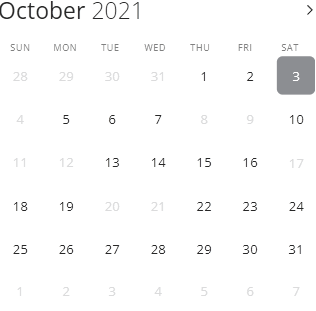 October 2021
SUN MON TUE WED THU FRI SAT
28 29 30 31 1 2 3
4 5 6 7 8 9 10
11 12 13 14 15 16 17
18 19 20 21 22 23 24
25 26 27 28 29 30 31
1 2 3 4 5 6 7